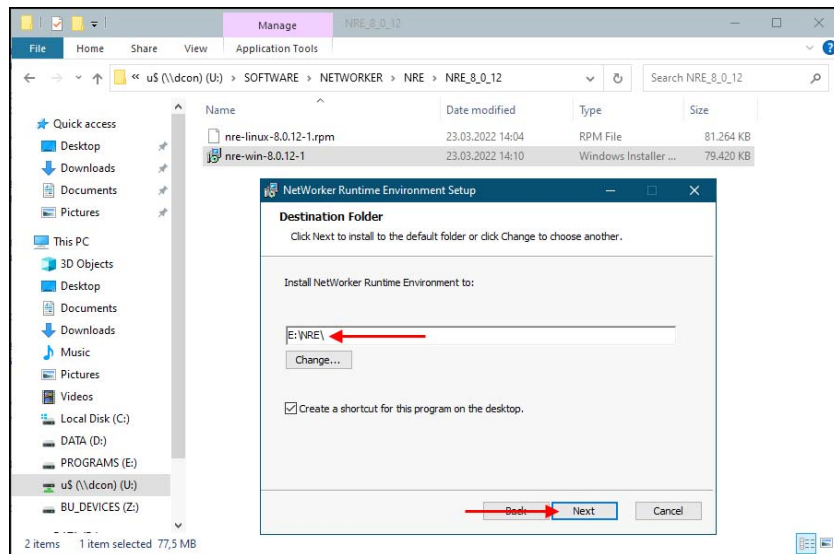 Manage
NRE_8_0_12
File
Home
Share
View
Application Tools
« u$ (\\dcon) (U:) > SOFTWARE > NETWORKER > NRE > NRE_8_0_12
Search NRE_8_0_12
Name
Date modified
Type
Size
nre-linux-8.0.12-1.rpm
23.03.2022 14:04
RPM File
81.264 KB
nre-win-8.0.12-1
23.03.2022 14:10
Windows Installer ...
79.420 KB
Quick access
Desktop
Downloads
Documents
Pictures
This PC
3D Objects
Desktop
Documents
Downloads
Music
Pictures
Videos
Local Disk (C:)
DATA (D:)
PROGRAMS (E:)
u$ (\\dcon) (U:)
BU_DEVICES (Z:)
NetWorker Runtime Environment Setup
Destination Folder
Click Next to install to the default folder or click Change to choose another.
Install NetWorker Runtime Environment to:
E:\NRE\
Change...
Create a shortcut for this program on the desktop.
Back
Next
Cancel
2 items
1 item selected 77,5 MB